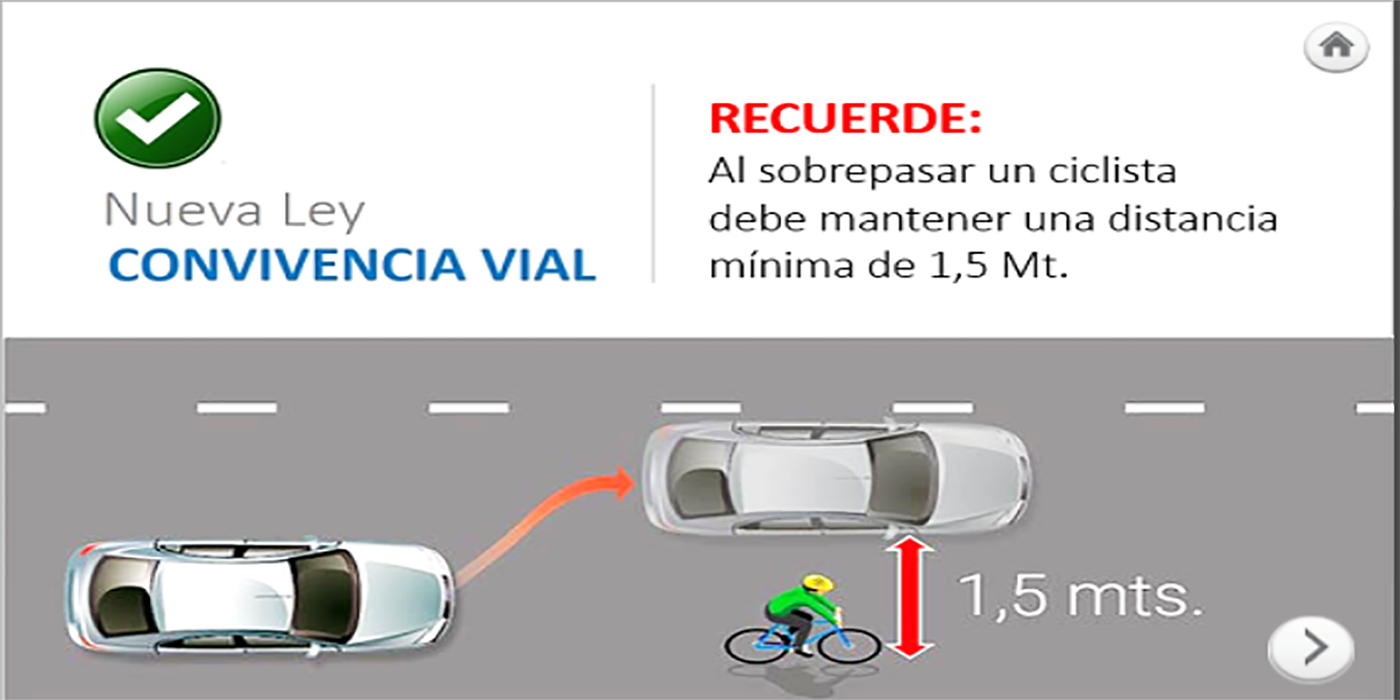 Nueva Ley
CONVIVENCIA VIAL
RECUERDE:
Al sobrepasar un ciclista
debe mantener una distancia
mínima de 1,5 Mt.
1,5 mts.